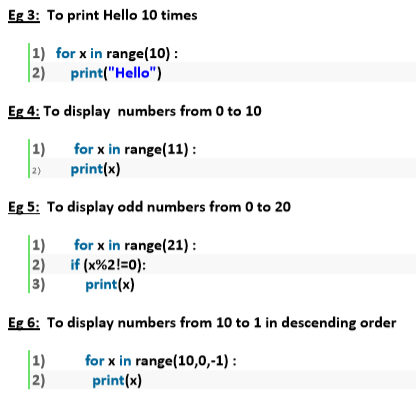 Eg 3: To print Hello 10 times
1) for x in range(10) :
2) print("Hello")
Eg 4: To display numbers from 0 to 10
1) for x in range(11) :
2) print(x)
Eg 5: To display odd numbers from 0 to 20
1) for x in range(21) :
2) if (x%2!=0):
3) print(x)
Eg 6: To display numbers from 10 to 1 in descending order
1) for x in range(10,0,-1) :
2) print(x)